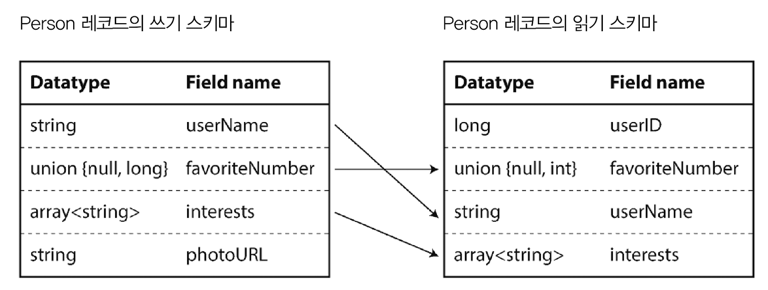 Person 레코드의 쓰기 스키마
Datatype Field name
string userName
union {null, long} favoriteNumber
array<string> interests
string photoURL
Person 레코드의 읽기 스키마
Datatype Field name
long userID
union {null, int} favoriteNumber
string userName
array<string> interests